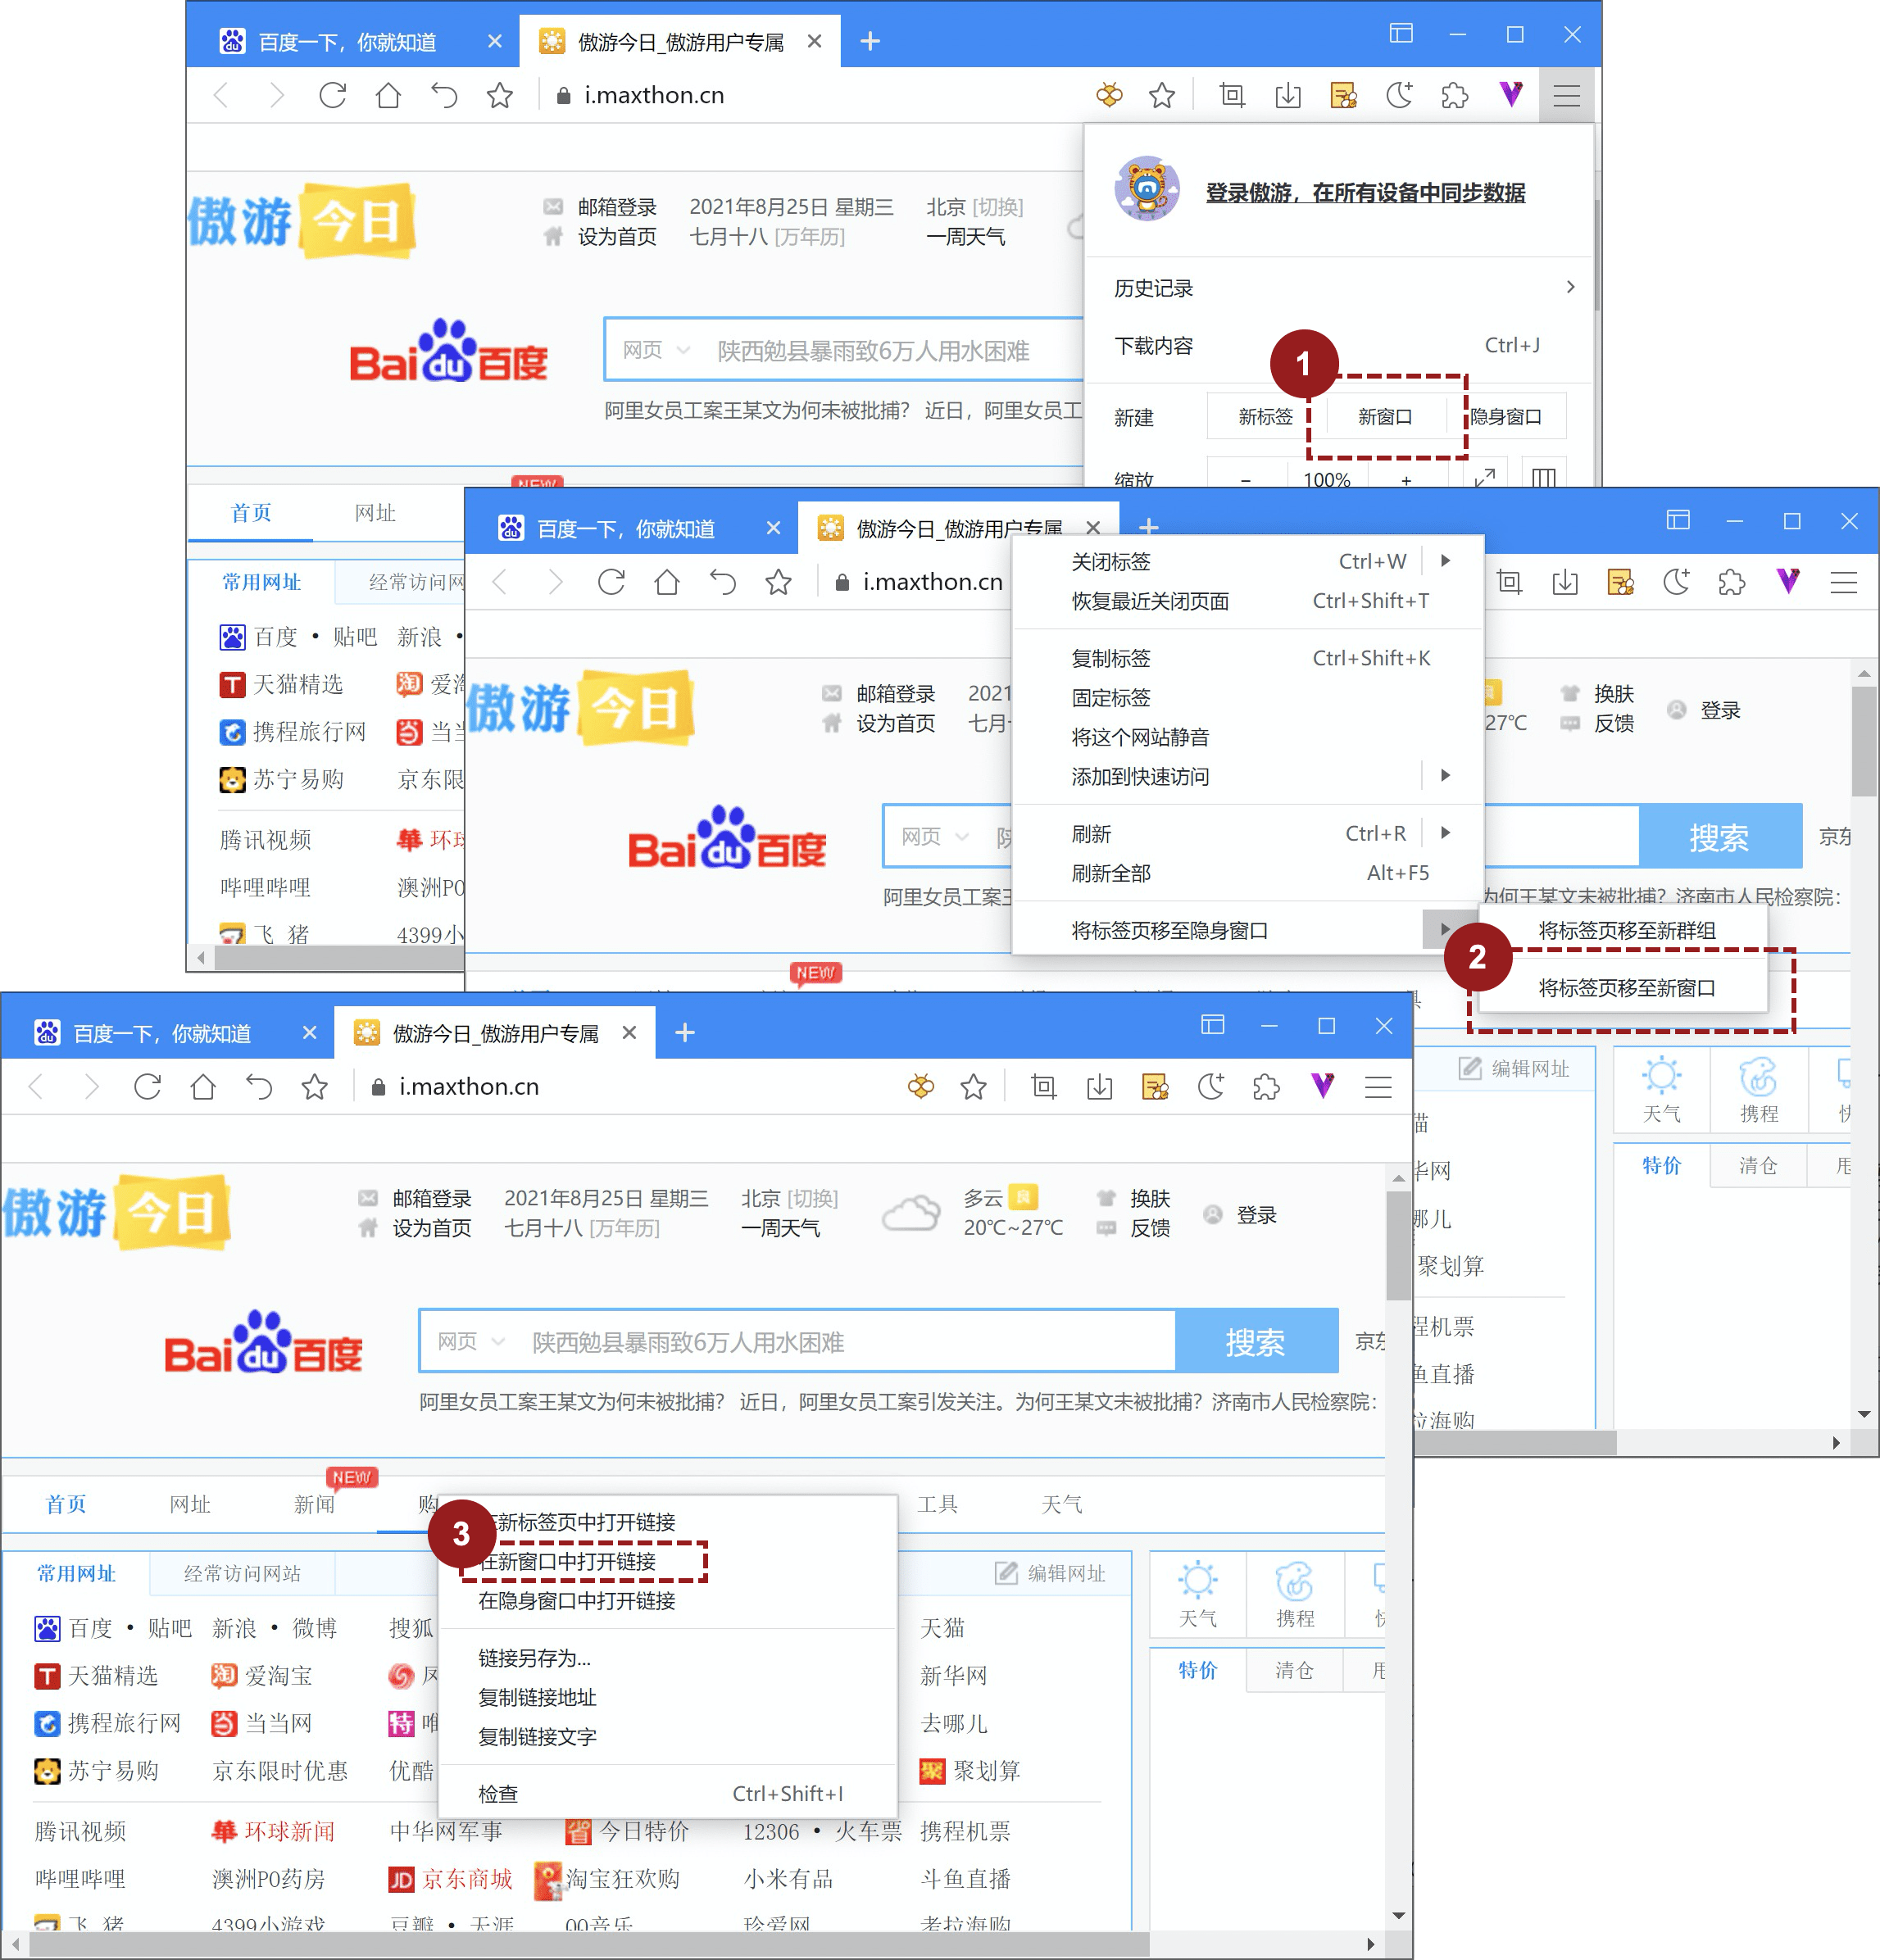 百度一下，你就知道
傲游今日_傲游用户专属
i.maxthon.cn
登录傲游，在所有设备中同步数据
傲游 今日
邮箱登录 2021年8月25日 星期三 北京 [切换]
设为首页 七月十八 [万年历] 一周天气
历史记录
下载内容 Ctrl+J
Baidu百度
网页 陕西勉县暴雨致6万人用水困难
阿里女员工案王某文为何未被批捕？ 近日，阿里女员工
1
新建 新标签 新窗口 隐身窗口
缩放 - 100% +
NEW
首页 网址
常用网址 经常访问网
百度 • 贴吧 新浪 •
天猫精选 爱淘
携程旅行网 当当
苏宁易购 京东限
腾讯视频 环球
哔哩哔哩 澳洲PO
飞 猪 4399小
百度一下，你就知道
傲游今日_傲游用户专属
i.maxthon.cn
关闭标签 Ctrl+W
恢复最近关闭页面 Ctrl+Shift+T
复制标签 Ctrl+Shift+K
固定标签
将这个网站静音
添加到快速访问
刷新 Ctrl+R
刷新全部 Alt+F5
将标签页移至隐身窗口
将标签页移至新群组
2
将标签页移至新窗口
傲游 今日
邮箱登录 2021
设为首页 七月
27℃
换肤
反馈
登录
Baidu百度
网页
搜索
京东
阿里女员工案王
为何王某文未被批捕？济南市人民检察院：
NEW
编辑网址
天气 携程
特价 清仓
猫
华网
哪儿
聚划算
程机票
鱼直播
拉海购
百度一下，你就知道
傲游今日_傲游用户专属
i.maxthon.cn
傲游 今日
邮箱登录 2021年8月25日 星期三 北京 [切换] 多云 良 换肤 登录
设为首页 七月十八 [万年历] 一周天气 20℃~27℃ 反馈
Baidu百度
网页 陕西勉县暴雨致6万人用水困难 搜索 京东
阿里女员工案王某文为何未被批捕？ 近日，阿里女员工案引发关注。为何王某文未被批捕？济南市人民检察院：
NEW
首页 网址 新闻 购 工具 天气
3
在新标签页中打开链接
在新窗口中打开链接
在隐身窗口中打开链接
链接另存为...
复制链接地址
复制链接文字
检查 Ctrl+Shift+I
常用网址 经常访问网站 编辑网址
天气 携程
特价 清仓
百度 • 贴吧 新浪 • 微博 搜狐 天猫
天猫精选 爱淘宝 凤 新华网
携程旅行网 当当网 唯 去哪儿
苏宁易购 京东限时优惠 优酷 聚划算
腾讯视频 环球新闻 中华网军事 今日特价 12306 • 火车票 携程机票
哔哩哔哩 澳洲PO药房 京东商城 淘宝狂欢购 小米有品 斗鱼直播
飞 猪 4399小游戏 豆瓣 • 天涯 QQ音乐 珍爱网 考拉海购